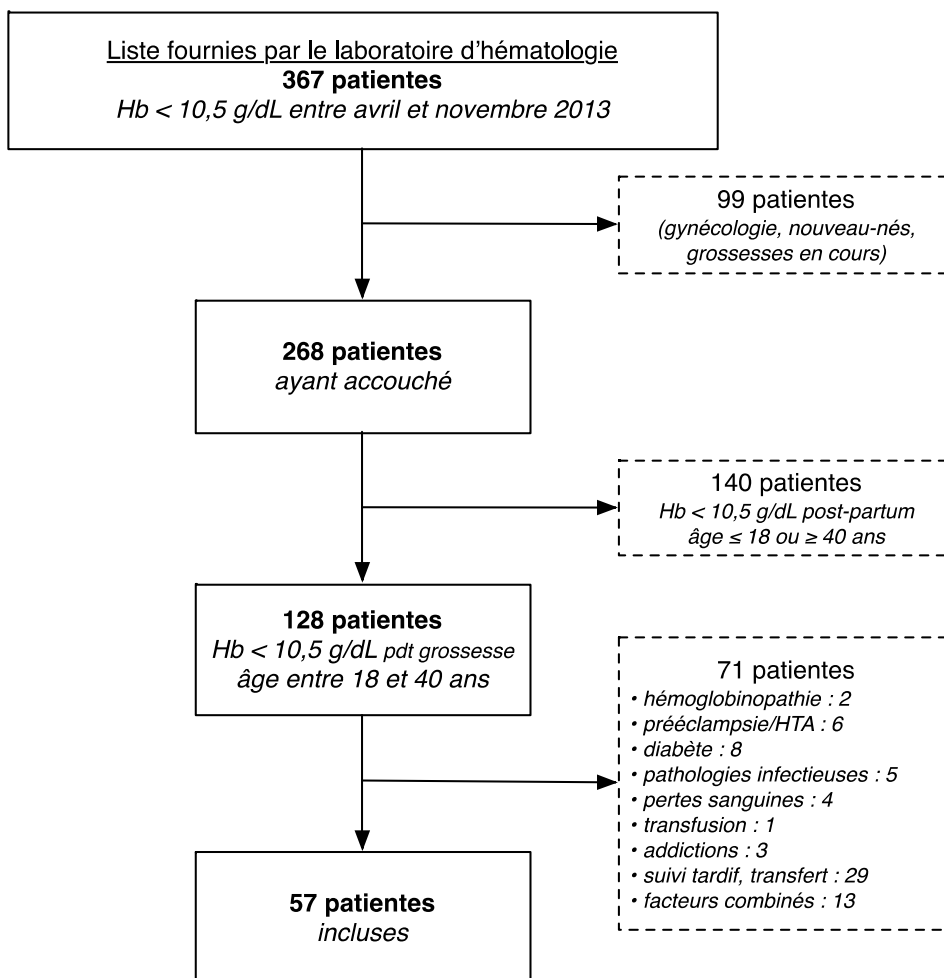 Liste fournies par le laboratoire d'hématologie
367 patientes
Hb < 10,5 g/dL entre avril et novembre 2013
99 patientes
(gynécologie, nouveau-nés,
grossesses en cours)
268 patientes
ayant accouché
140 patientes
Hb < 10,5 g/dL post-partum
âge ≤ 18 ou ≥ 40 ans
128 patientes
Hb < 10,5 g/dL pdt grossesse
âge entre 18 et 40 ans
71 patientes
• hémoglobinopathie : 2
• prééclampsie/HTA : 6
• diabète : 8
• pathologies infectieuses : 5
• pertes sanguines : 4
• transfusion : 1
• addictions : 3
• suivi tardif, transfert : 29
• facteurs combinés : 13
57 patientes
incluses